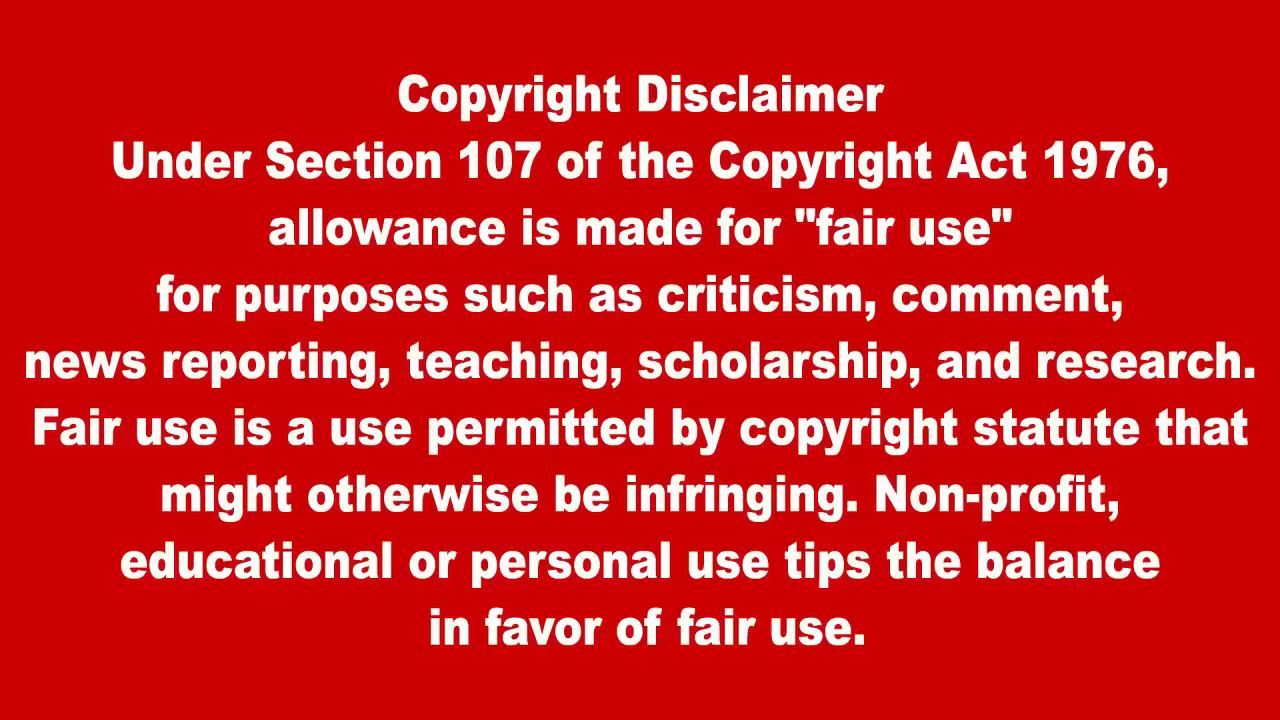 Copyright Disclaimer
Under Section 107 of the Copyright Act 1976,
allowance is made for "fair use"
for purposes such as criticism, comment,
news reporting, teaching, scholarship, and research.
Fair use is a use permitted by copyright statute that
might otherwise be infringing. Non-profit,
educational or personal use tips the balance
in favor of fair use.